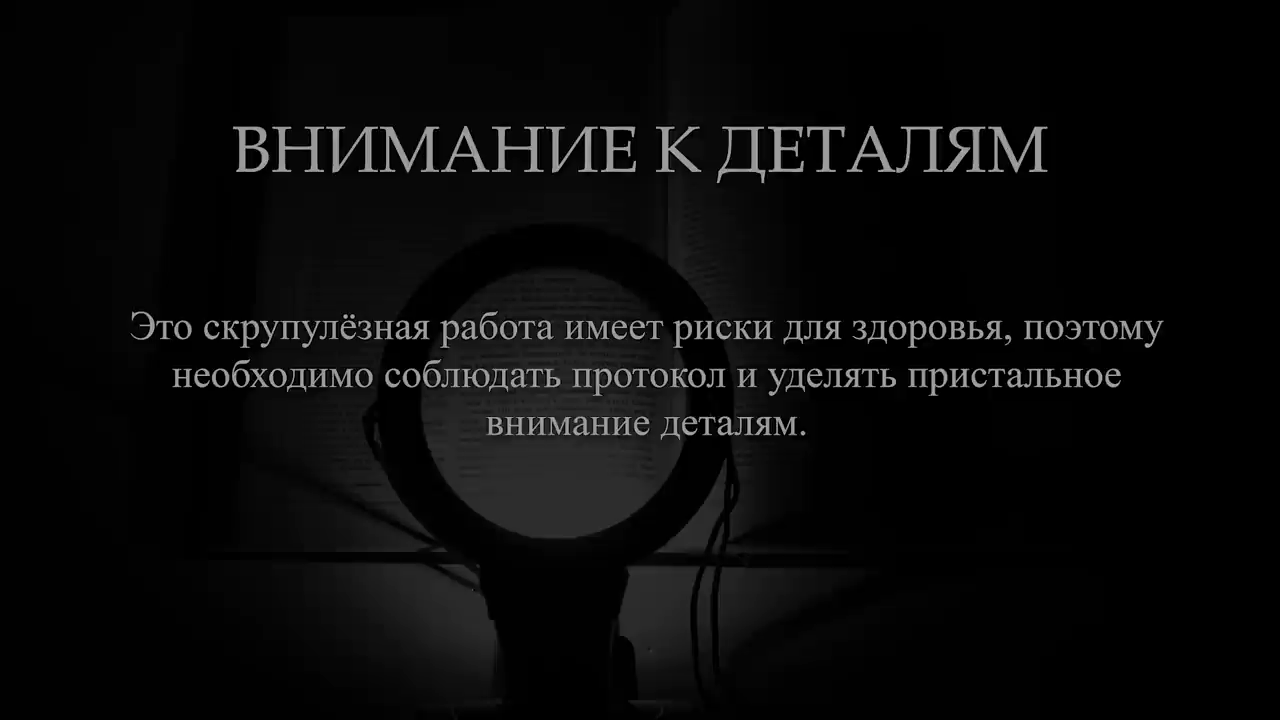 ВНИМАНИЕ К ДЕТАЛЯМ
Это скрупулёзная работа имеет риски для здоровья, поэтому
необходимо соблюдать протокол и уделять пристальное
внимание деталям.